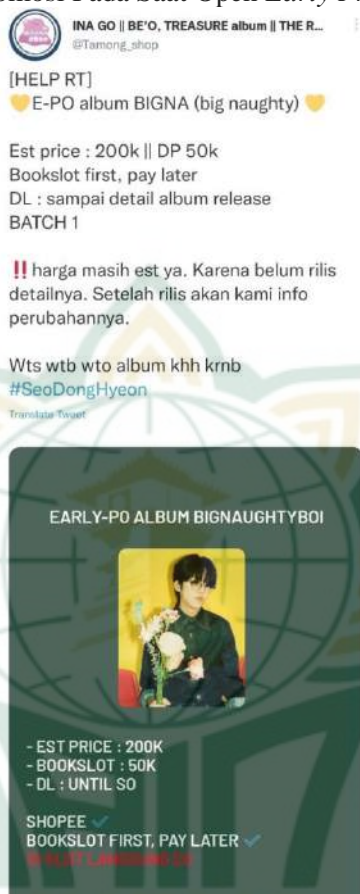 INA GO || BE'O, TREASURE album || THE R...
@Tamong_shop
[HELP RT]
💛E-PO album BIGNA (big naughty) 💛
Est price : 200k || DP 50k
Bookslot first, pay later
DL : sampai detail album release
BATCH 1
‼️ harga masih est ya. Karena belum rilis
detailnya. Setelah rilis akan kami info
perubahannya.
Wts wtb wto album khh krnb
#SeoDongHyeon
Translate Tweet
EARLY-PO ALBUM BIGNAUGHTYBOI
- EST PRICE : 200K
- BOOKSLOT : 50K
- DL : UNTIL SO
SHOPEE ✓
BOOKSLOT FIRST, PAY LATER ✓